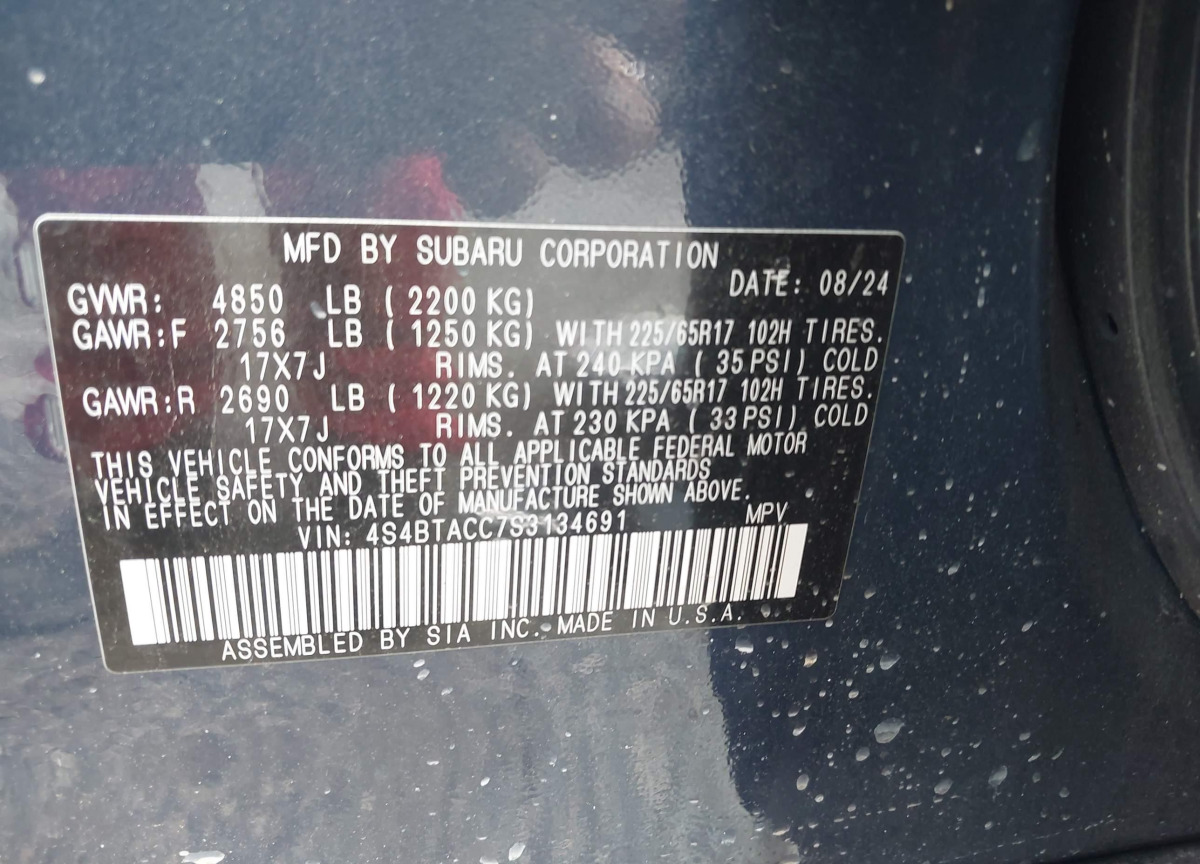 MFD BY SUBARU CORPORATION
DATE: 08/24
GVWR: 4850 LB ( 2200 KG)
GAWR:F 2756 LB ( 1250 KG) WITH 225/65R17 102H TIRES.
17X7J RIMS. AT 240 KPA ( 35 PSI) COLD
GAWR:R 2690 LB ( 1220 KG) WITH 225/65R17 102H TIRES.
17X7J RIMS. AT 230 KPA ( 33 PSI) COLD
THIS VEHICLE CONFORMS TO ALL APPLICABLE FEDERAL MOTOR
VEHICLE SAFETY AND THEFT PREVENTION STANDARDS
IN EFFECT ON THE DATE OF MANUFACTURE SHOWN ABOVE.
VIN: 4S4BTACC7S3134691 MPV
ASSEMBLED BY SIA INC. MADE IN U.S.A.